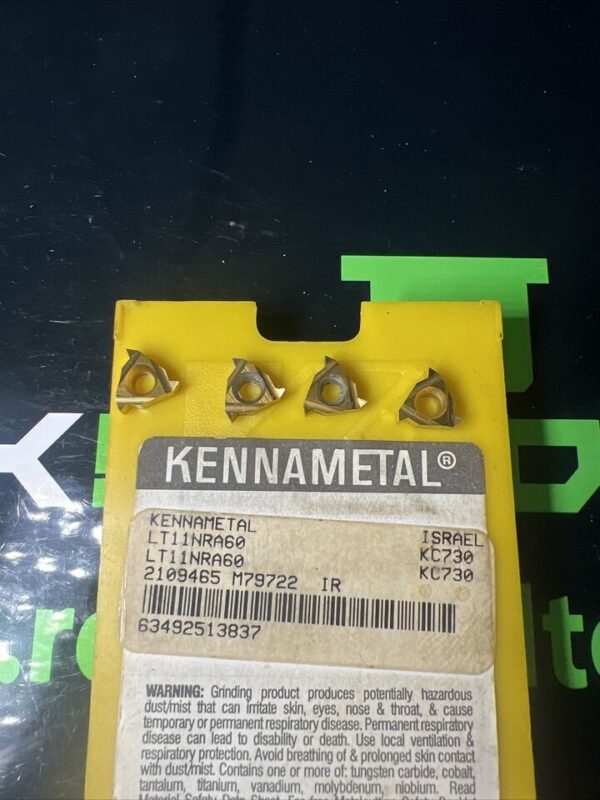 KENNAMETAL®
KENNAMETAL
LT11NRA60 ISRAEL
LT11NRA60 KC730
2109465 M79722 IR KC730
63492513837
WARNING: Grinding product produces potentially hazardous
dust/mist that can irritate skin, eyes, nose & throat, & cause
temporary or permanent respiratory disease. Permanent respiratory
disease can lead to disability or death. Use local ventilation &
respiratory protection. Avoid breathing of & prolonged skin contact
with dust/mist. Contains one or more of: tungsten carbide, cobalt,
tantalum, titanium, vanadium, molybdenum, niobium. Read